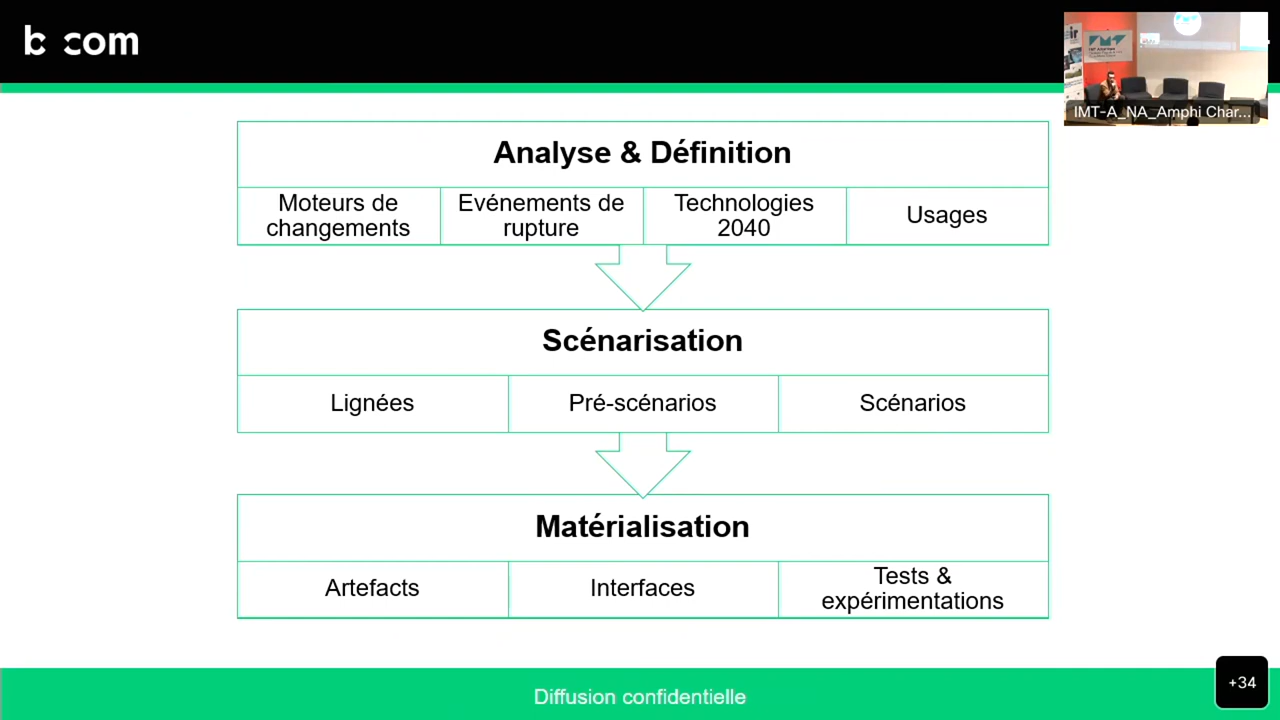 b com
IMT-A_NA_Amphi Char...
Analyse & Définition
Moteurs de
changements
Evénements de
rupture
Technologies
2040
Usages
Scénarisation
Lignées
Pré-scénarios
Scénarios
Matérialisation
Artefacts
Interfaces
Tests &
expérimentations
Diffusion confidentielle
+34